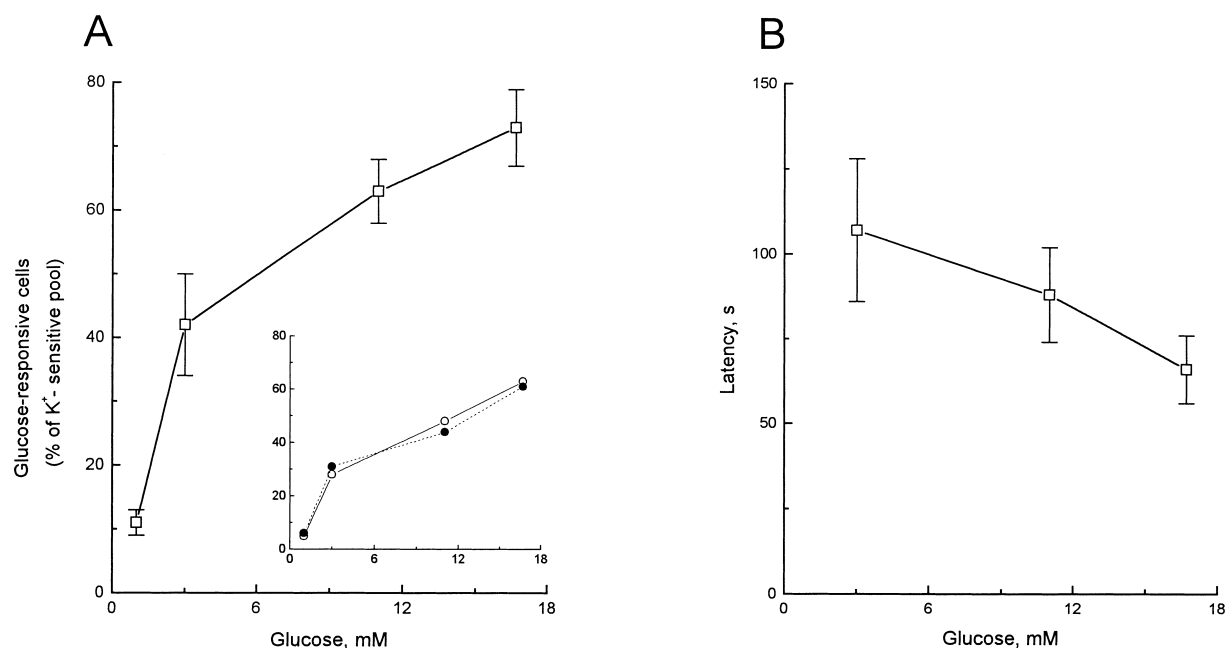 A
80
60
40
20
0
0 6 12 18
Glucose, mM
Glucose-responsive cells
(% of K+- sensitive pool)
80
60
40
20
0
0 6 12 18
B
150
100
50
0
0 6 12 18
Glucose, mM
Latency, s